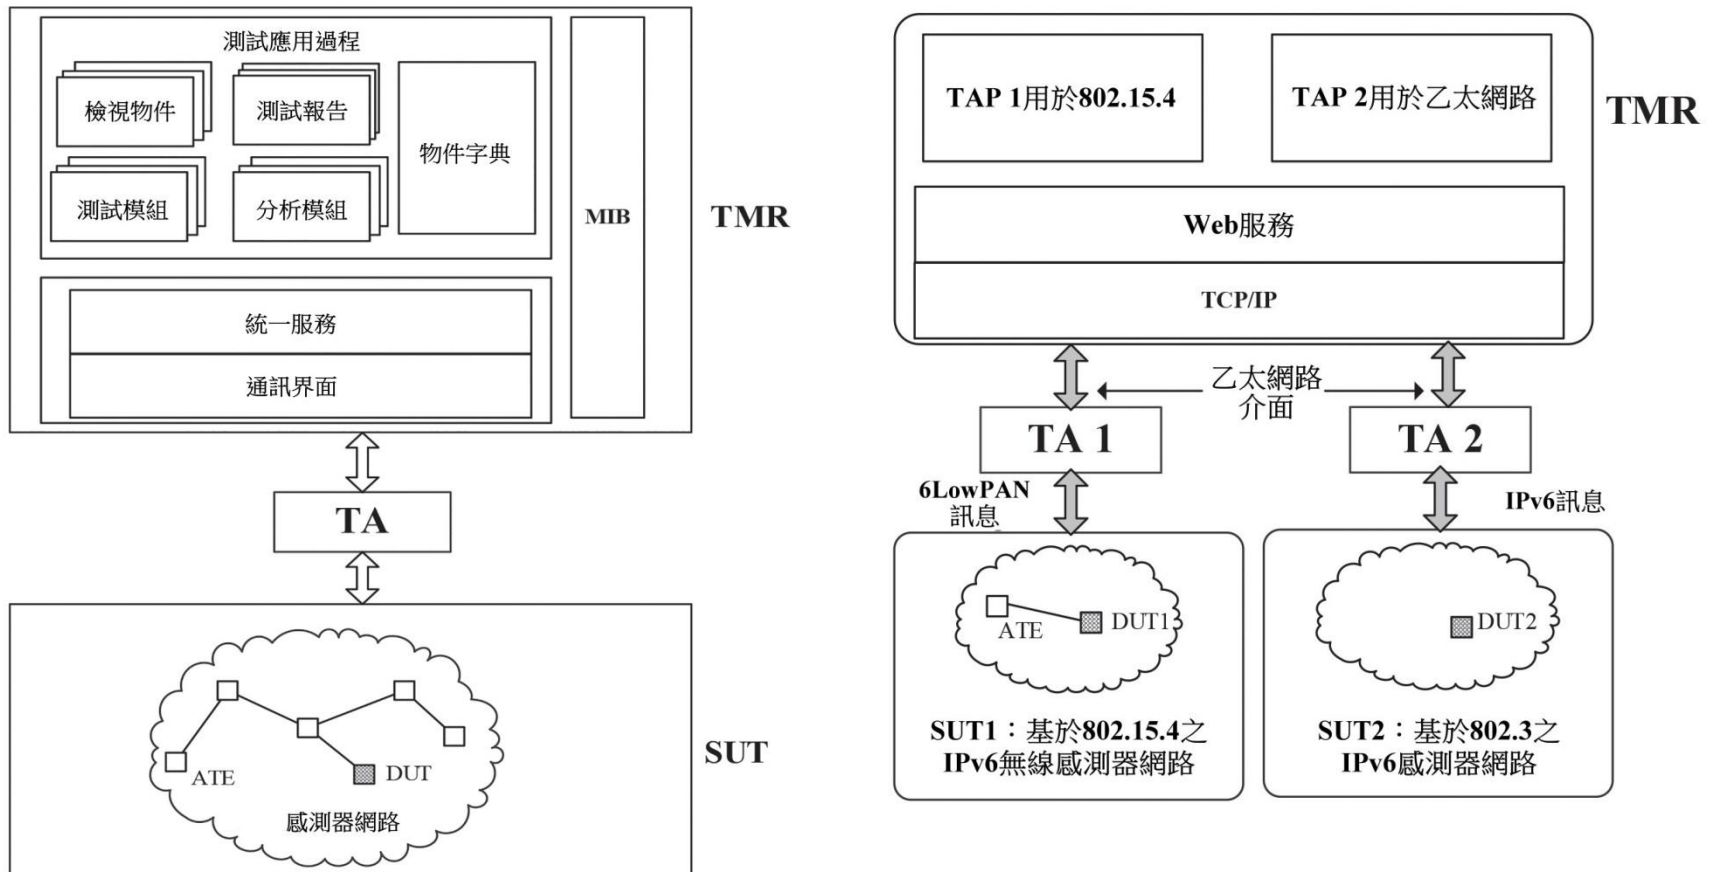 測試應用過程
檢視物件
測試報告
物件字典
測試模組
分析模組
MIB
TMR
統一服務
通訊界面
TA
ATE
DUT
感測器網路
SUT
TAP 1用於802.15.4
TAP 2用於乙太網路
TMR
Web服務
TCP/IP
乙太網路
介面
TA 1
TA 2
6LowPAN
訊息
IPv6訊息
ATE
DUT1
DUT2
SUT1：基於802.15.4之
IPv6無線感測器網路
SUT2：基於802.3之
IPv6感測器網路